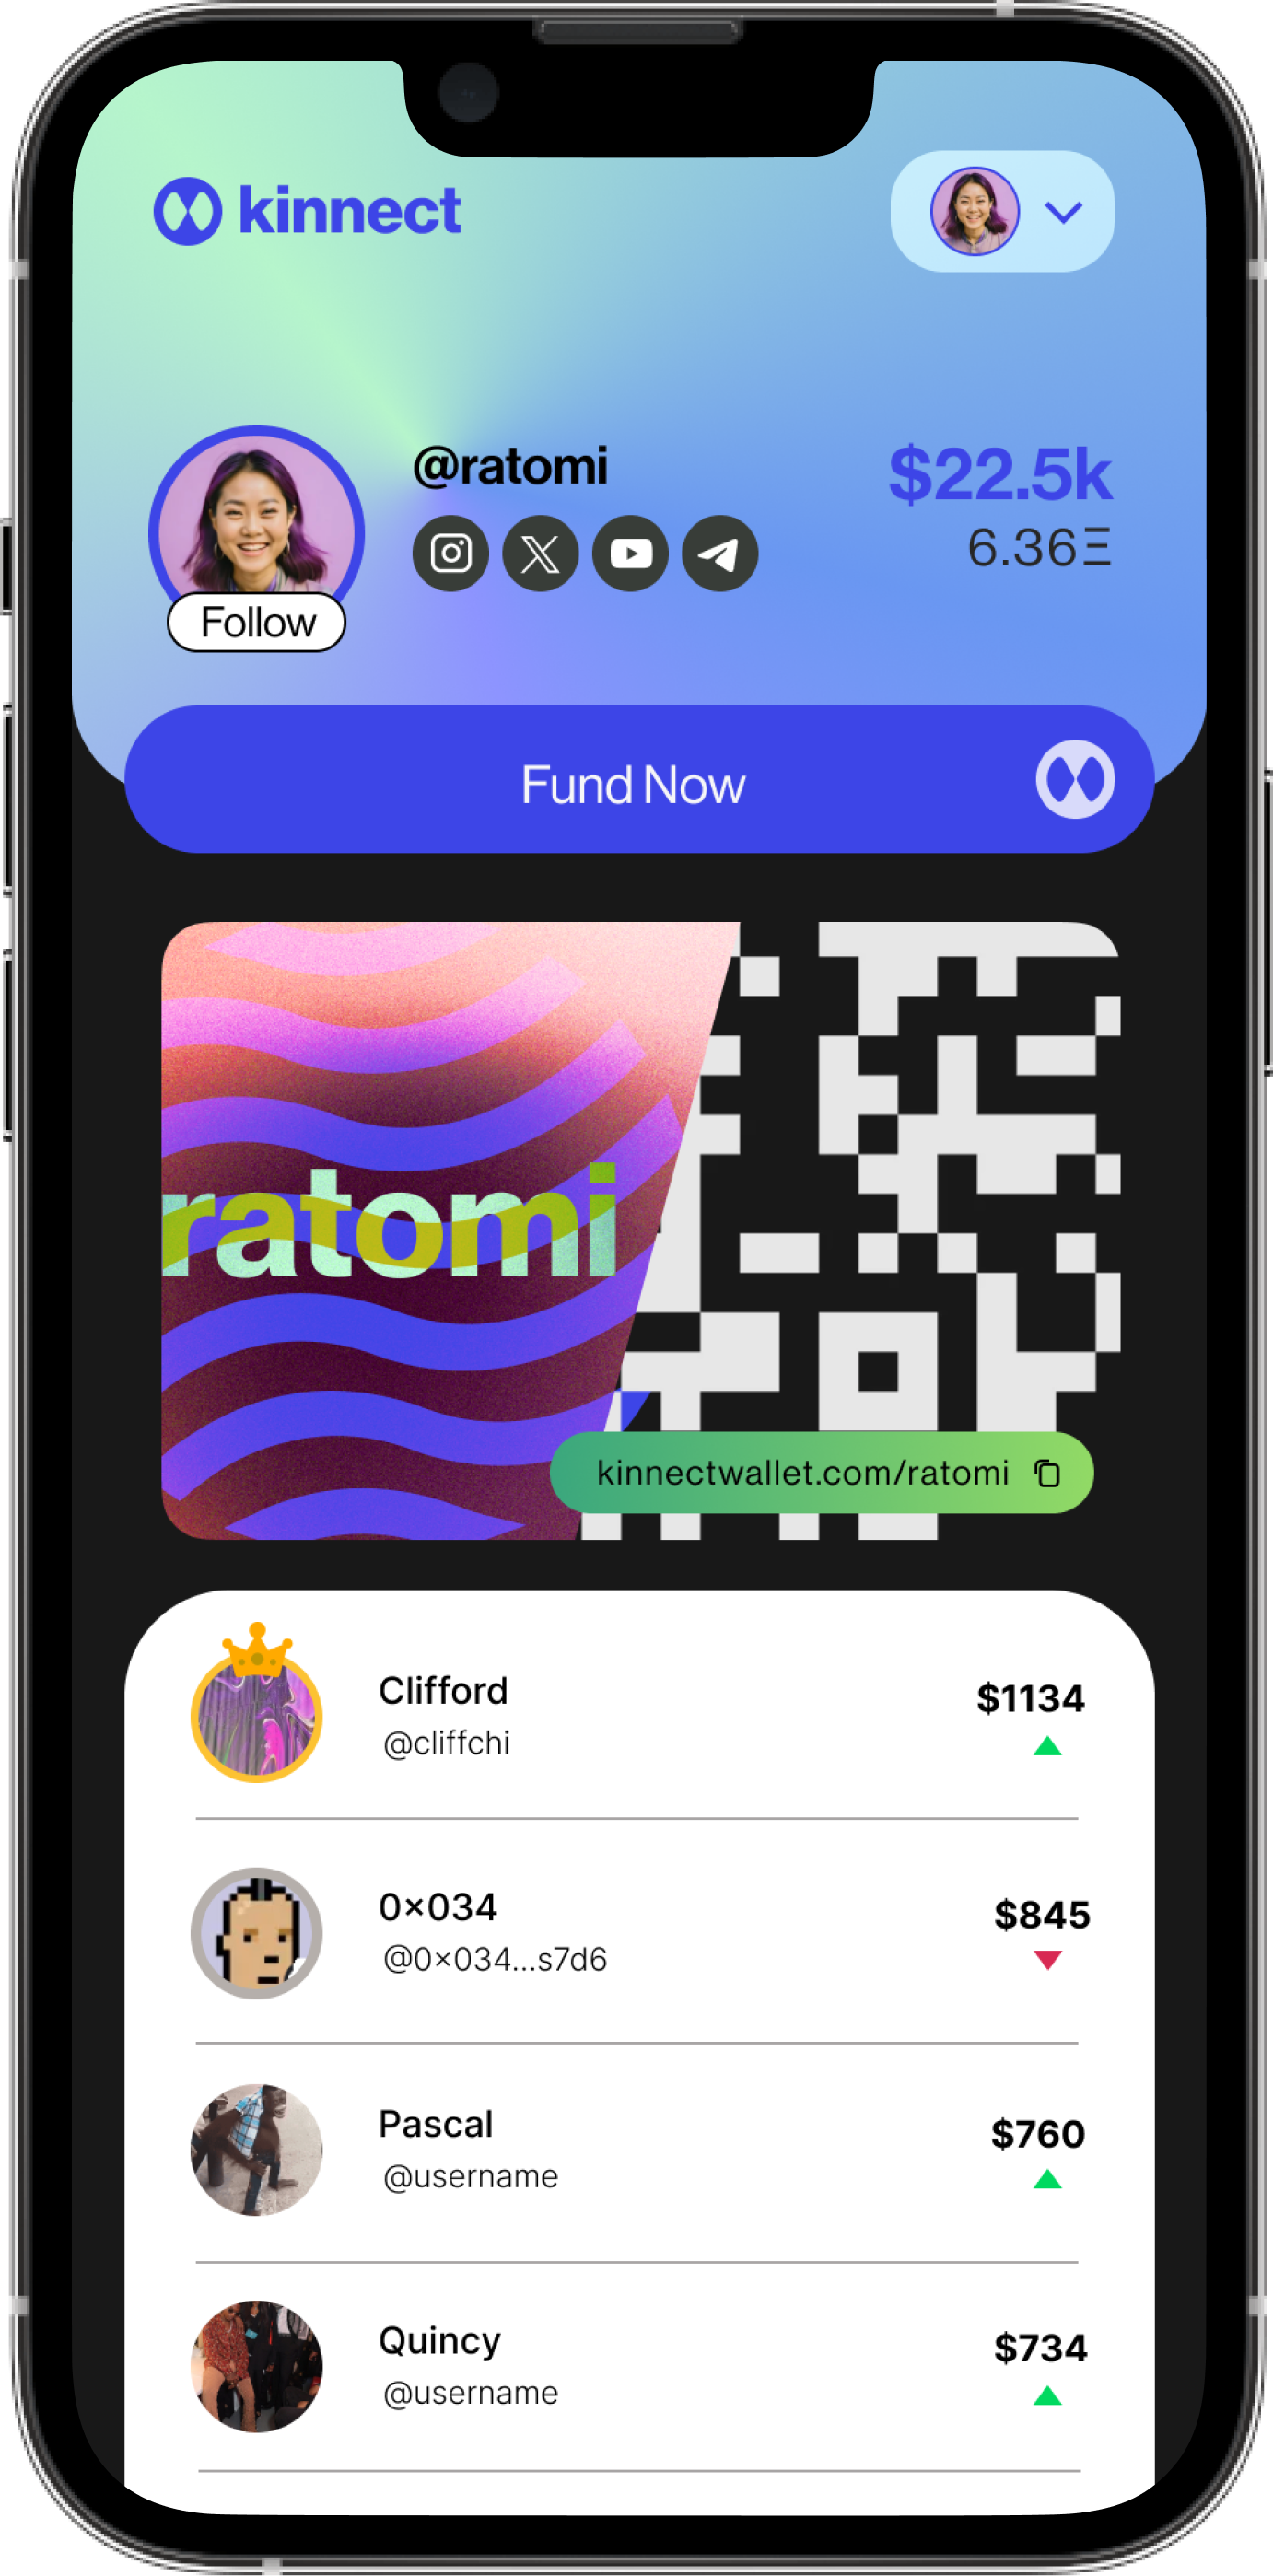 kinnect
@ratomi
$22.5k
6.36Ξ
Follow
Fund Now
ratomi
kinnectwallet.com/ratomi
Clifford
@cliffchi
$1134
0×034
@0×034...s7d6
$845
Pascal
@username
$760
Quincy
@username
$734